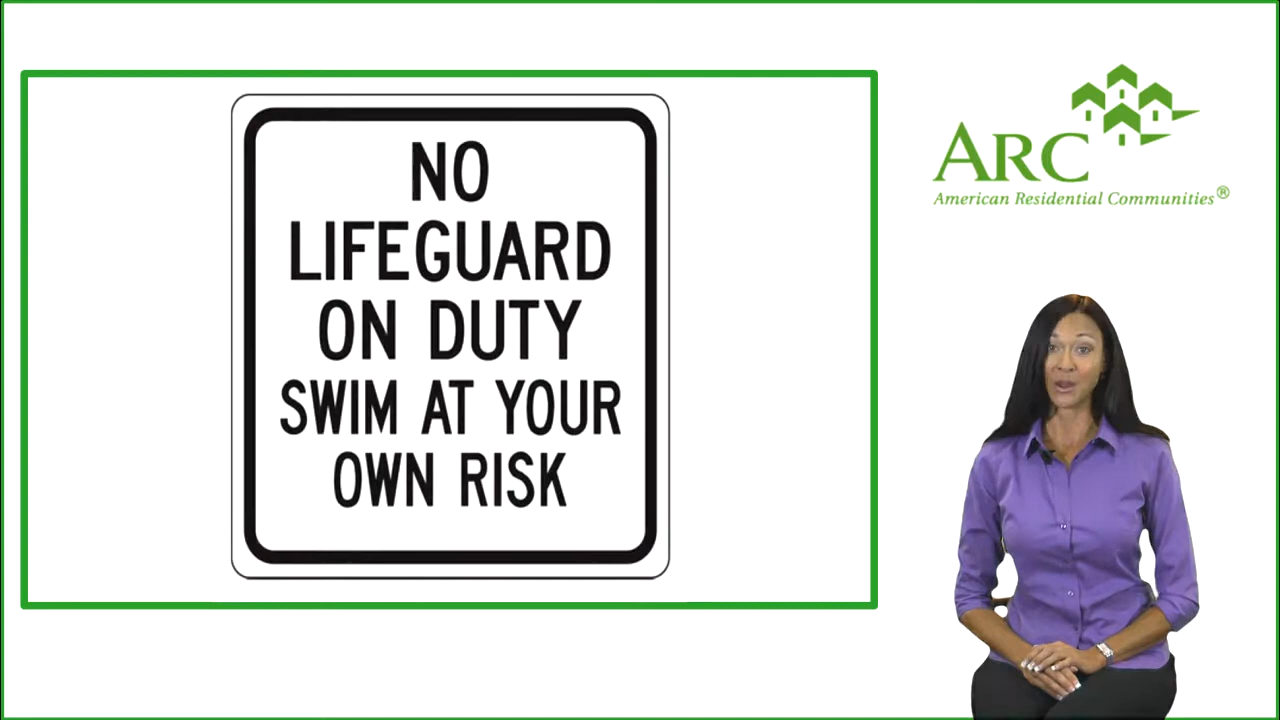 NO
LIFEGUARD
ON DUTY
SWIM AT YOUR
OWN RISK
ARC
American Residential Communities®